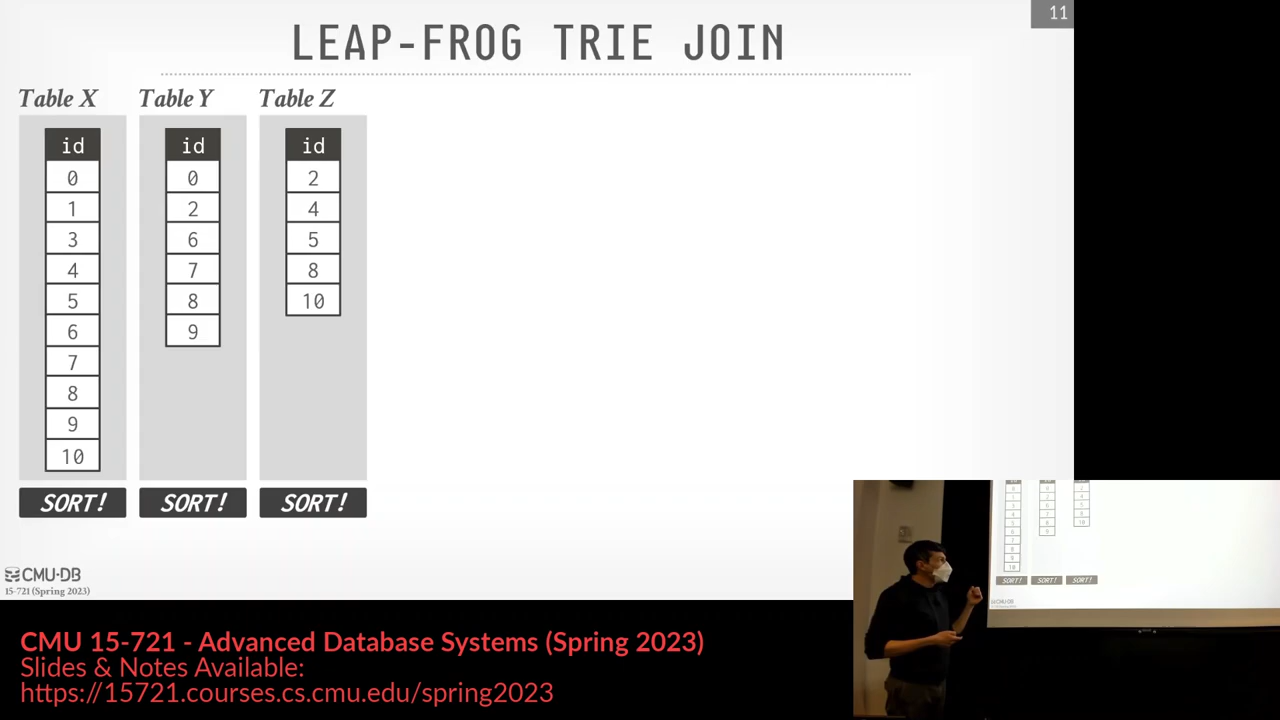 11
LEAP-FROG TRIE JOIN
Table X
Table Y
Table Z
id
0
1
3
4
5
6
7
8
9
10
id
0
2
6
7
8
9
id
2
4
5
8
10
SORT!
SORT!
SORT!
CMU·DB
15-721 (Spring 2023)
SORT!
SORT!
SORT!
CMU 15-721 - Advanced Database Systems (Spring 2023)
Slides & Notes Available:
https://15721.courses.cs.cmu.edu/spring2023